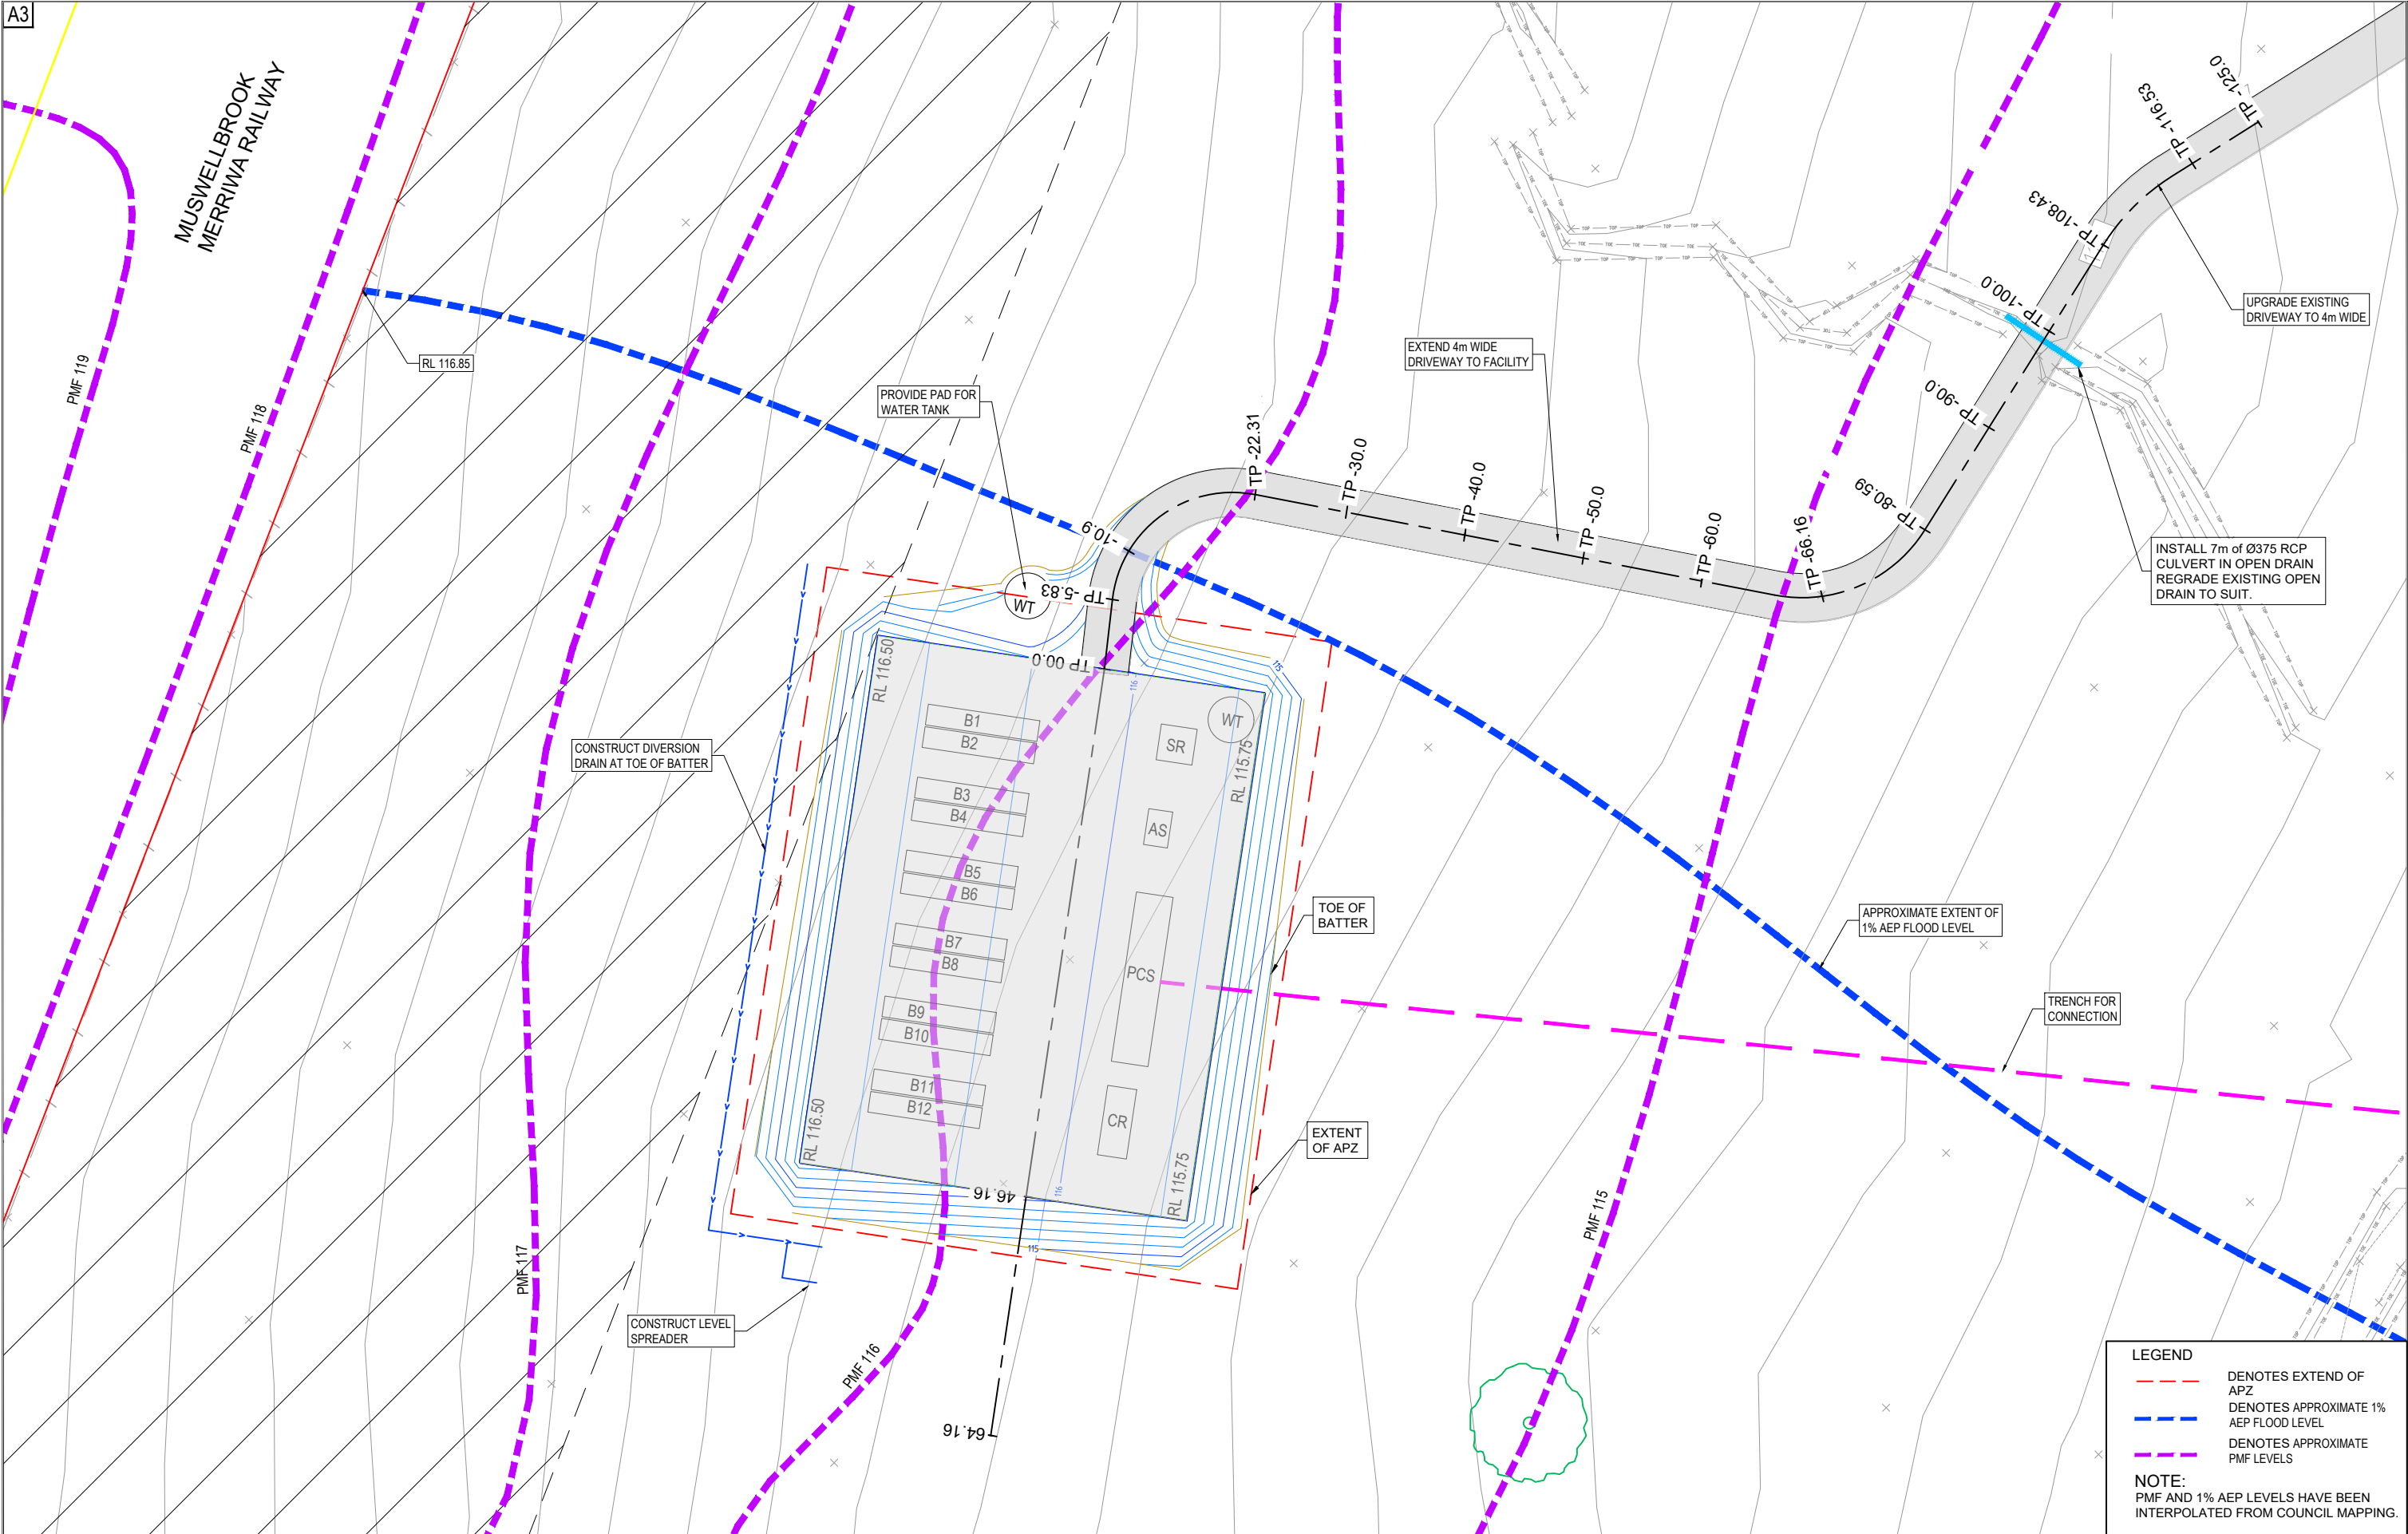 A3
MUSWELLBROOK
MERRIWA RAILWAY
PMF 119
PMF 118
RL 116.85
PROVIDE PAD FOR
WATER TANK
EXTEND 4m WIDE
DRIVEWAY TO FACILITY
UPGRADE EXISTING
DRIVEWAY TO 4m WIDE
INSTALL 7m of Ø375 RCP
CULVERT IN OPEN DRAIN
REGRADE EXISTING OPEN
DRAIN TO SUIT.
TP -125.0
TP -116.53
TP -108.43
TP -100.0
TP -90.0
TP -80.59
TP -66.16
TP -60.0
TP -50.0
TP -40.0
TP -30.0
TP -22.31
-10.9
TP -5.83
TP 00.0
WT
RL 116.50
RL 115.75
WT
115
116
B1
B2
B3
B4
B5
B6
B7
B8
B9
B10
B11
B12
SR
AS
PCS
CR
RL 116.50
RL 115.75
116
115
46.16
64.16
CONSTRUCT DIVERSION
DRAIN AT TOE OF BATTER
TOE OF
BATTER
EXTENT
OF APZ
APPROXIMATE EXTENT OF
1% AEP FLOOD LEVEL
TRENCH FOR
CONNECTION
CONSTRUCT LEVEL
SPREADER
PMF 117
PMF 116
PMF 115
LEGEND
DENOTES EXTEND OF
APZ
DENOTES APPROXIMATE 1%
AEP FLOOD LEVEL
DENOTES APPROXIMATE
PMF LEVELS
NOTE:
PMF AND 1% AEP LEVELS HAVE BEEN
INTERPOLATED FROM COUNCIL MAPPING.